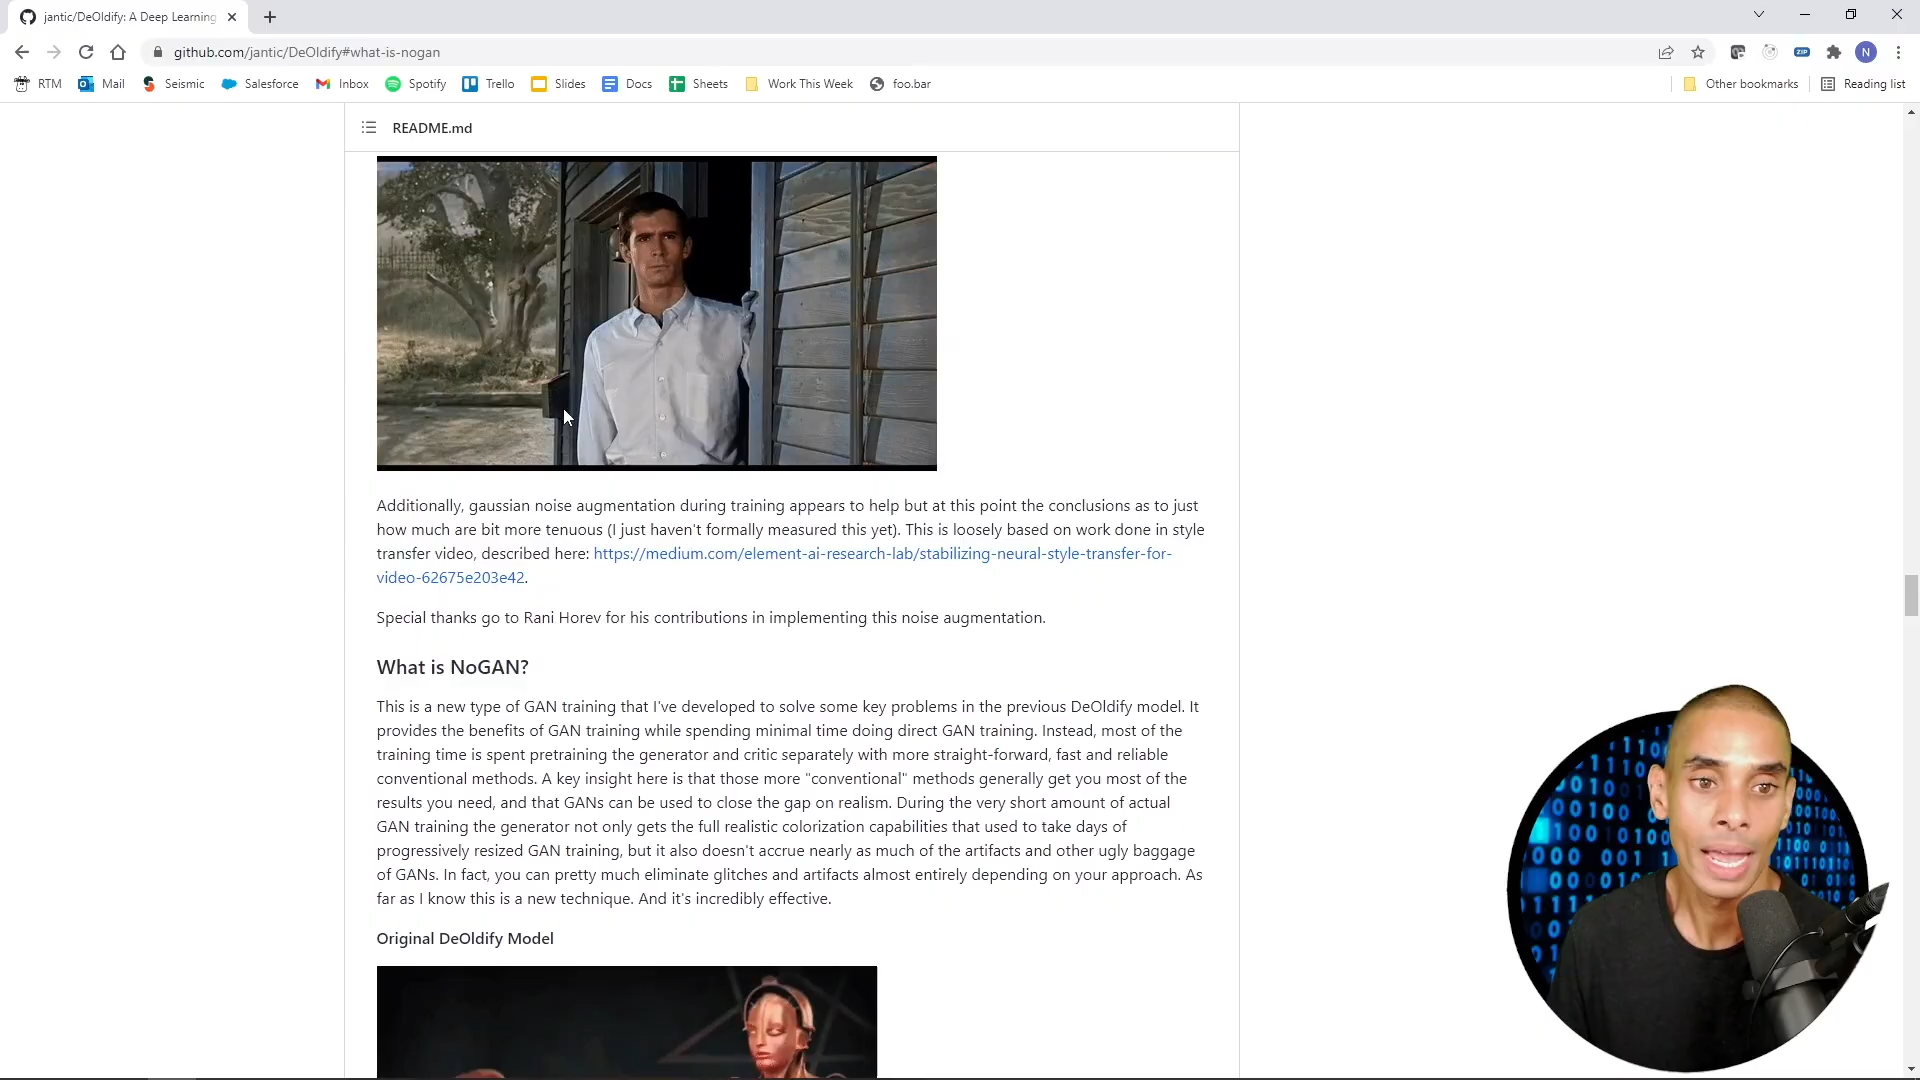 jantic/DeOldify: A Deep Learning
github.com/jantic/DeOldify#what-is-nogan
ZIP
N
RTM
Mail
Seismic
Salesforce
Inbox
Spotify
Trello
Slides
Docs
Sheets
Work This Week
foo.bar
Other bookmarks
Reading list
README.md
Additionally, gaussian noise augmentation during training appears to help but at this point the conclusions as to just
how much are bit more tenuous (I just haven't formally measured this yet). This is loosely based on work done in style
transfer video, described here: https://medium.com/element-ai-research-lab/stabilizing-neural-style-transfer-for-
video-62675e203e42.
Special thanks go to Rani Horev for his contributions in implementing this noise augmentation.
What is NoGAN?
This is a new type of GAN training that I've developed to solve some key problems in the previous DeOldify model. It
provides the benefits of GAN training while spending minimal time doing direct GAN training. Instead, most of the
training time is spent pretraining the generator and critic separately with more straight-forward, fast and reliable
conventional methods. A key insight here is that those more "conventional" methods generally get you most of the
results you need, and that GANs can be used to close the gap on realism. During the very short amount of actual
GAN training the generator not only gets the full realistic colorization capabilities that used to take days of
progressively resized GAN training, but it also doesn't accrue nearly as much of the artifacts and other ugly baggage
of GANs. In fact, you can pretty much eliminate glitches and artifacts almost entirely depending on your approach. As
far as I know this is a new technique. And it's incredibly effective.
Original DeOldify Model